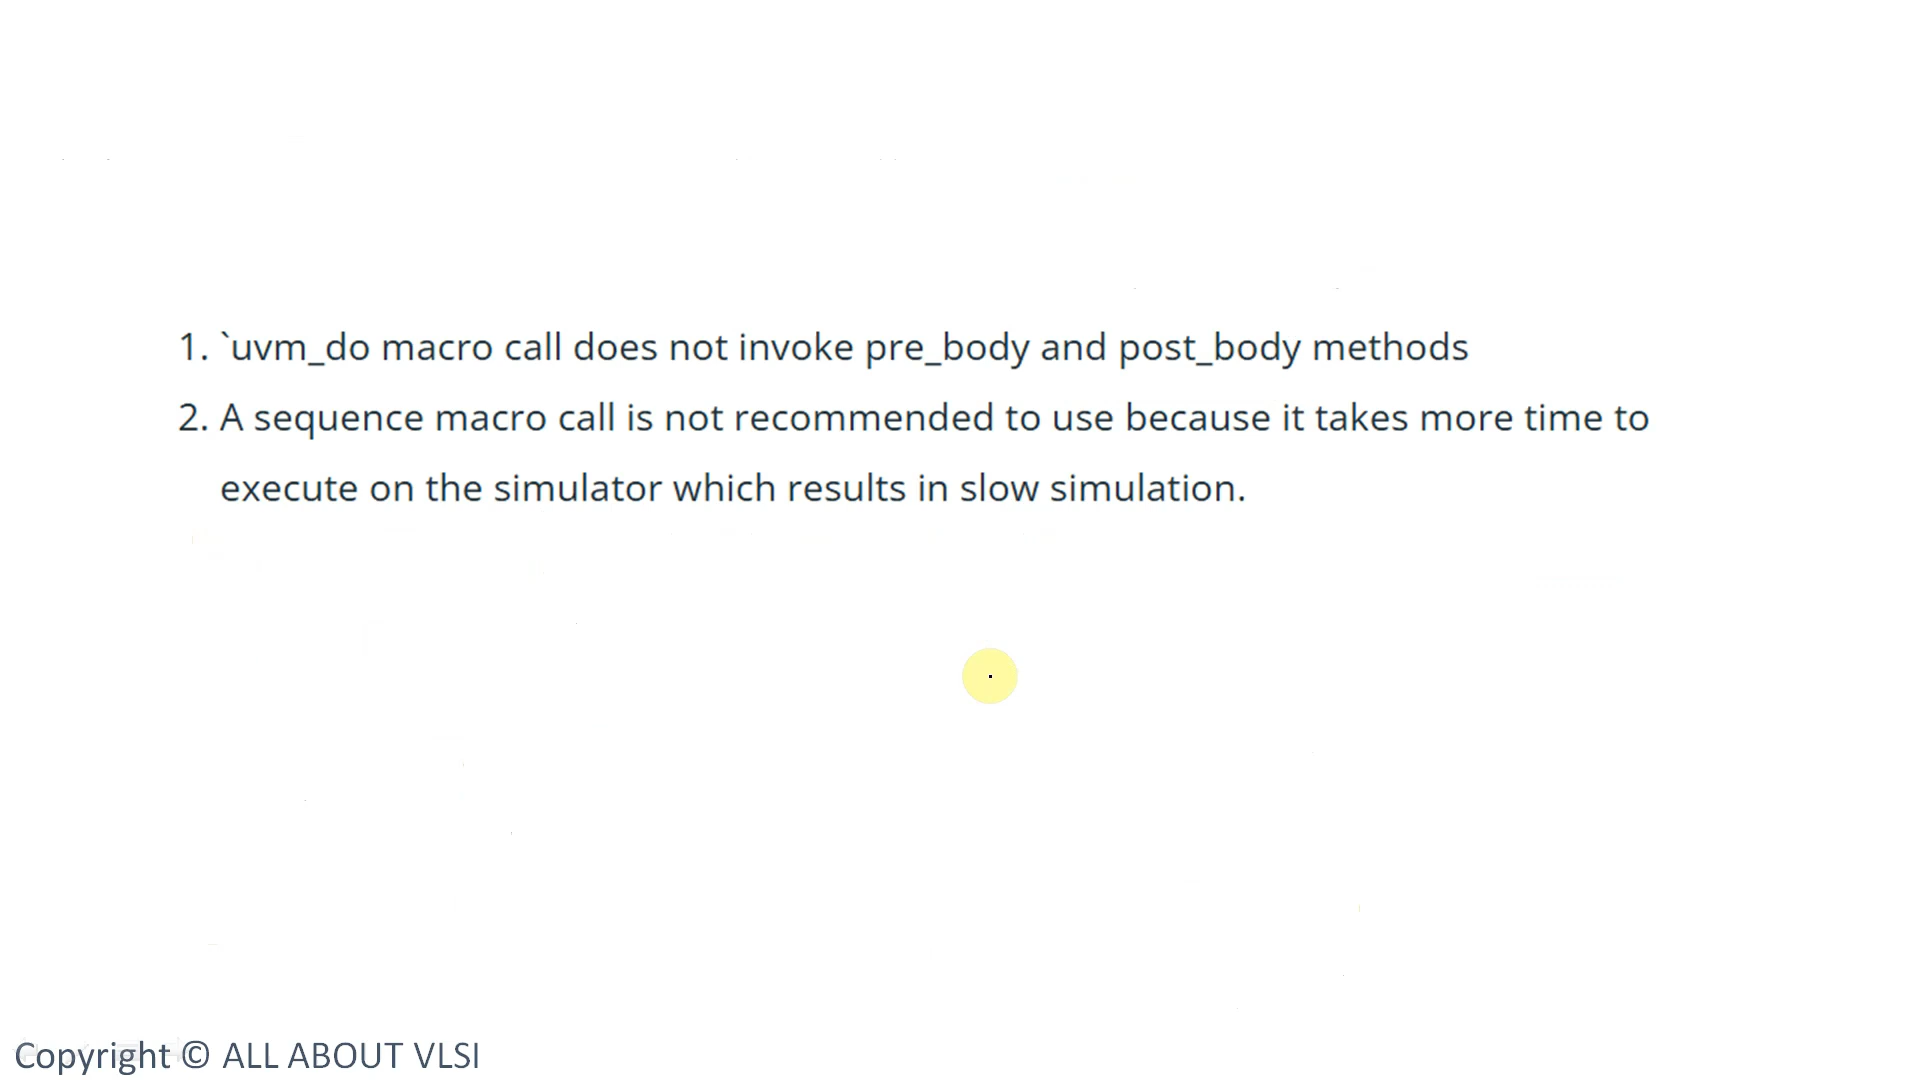 1. `uvm_do macro call does not invoke pre_body and post_body methods
2. A sequence macro call is not recommended to use because it takes more time to
execute on the simulator which results in slow simulation.
Copyright © ALL ABOUT VLSI